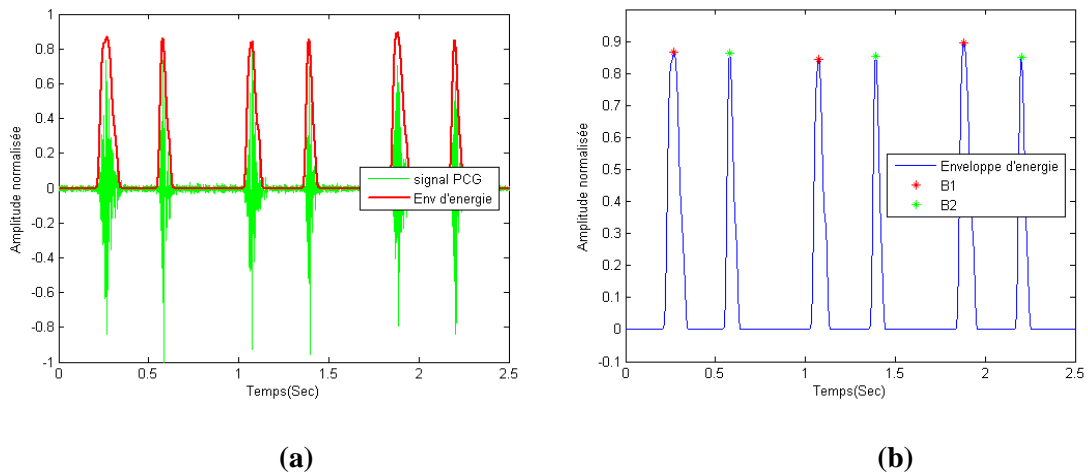 1
0.8
0.6
0.4
0.2
0
-0.2
-0.4
-0.6
-0.8
-1
Amplitude normalisée
signal PCG
Env d'energie
0 0.5 1 1.5 2 2.5
Temps(Sec)
(a)
0.9
0.8
0.7
0.6
0.5
0.4
0.3
0.2
0.1
0
-0.1
Amplitude normalisée
Enveloppe d'energie
B1
B2
0 0.5 1 1.5 2 2.5
Temps(Sec)
(b)